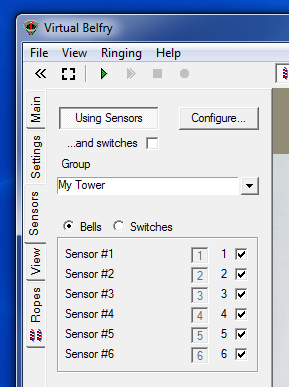 Virtual Belfry
File View Ringing Help
Main
Settings
Sensors
View
Ropes
Using Sensors Configure...
...and switches
Group
My Tower
Bells Switches
Sensor #1 1 1
Sensor #2 2 2
Sensor #3 3 3
Sensor #4 4 4
Sensor #5 5 5
Sensor #6 6 6